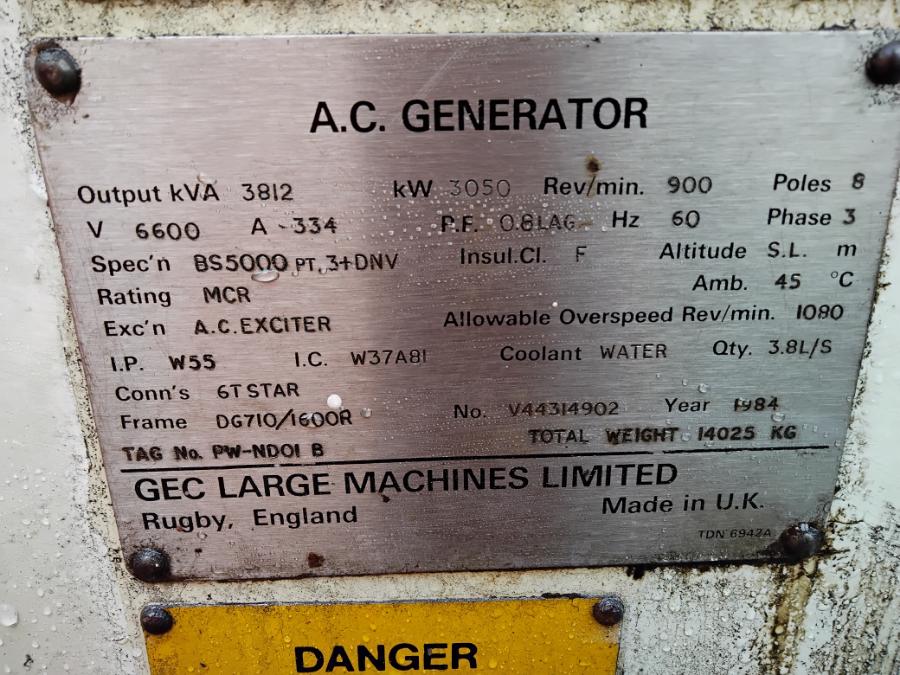 A.C. GENERATOR
Output kVA 3812 kW 3050 Rev/min. 900 Poles 8
V 6600 A 334 P.F. 0.8LAG Hz 60 Phase 3
Spec'n BS5000 PT.3+DNV Insul.Cl. F Altitude S.L. m
Rating MCR Amb. 45 °C
Exc'n A.C.EXCITER Allowable Overspeed Rev/min. 1080
I.P. W55 I.C. W37A81 Coolant WATER Qty. 3.8L/S
Conn's 6T STAR
Frame DG710/1600R No. V44314902 Year 1984
TAG No. PW-ND01 B TOTAL WEIGHT 14025 KG
GEC LARGE MACHINES LIMITED
Rugby, England Made in U.K.
TDN 6942A
DANGER